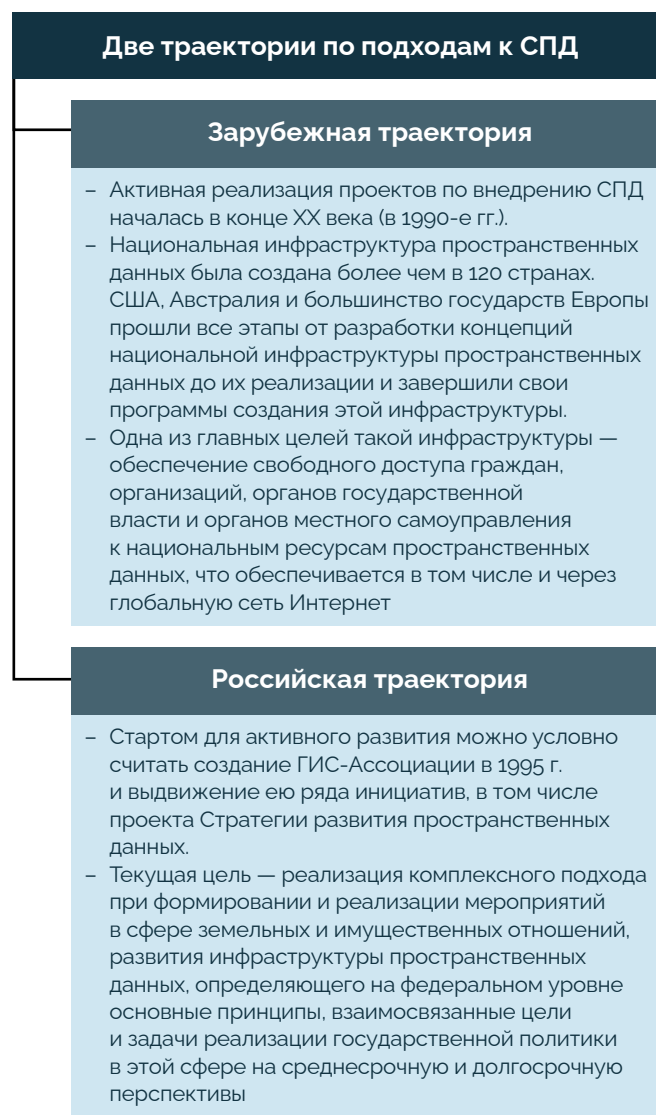 Две траектории по подходам к СПД
Зарубежная траектория
– Активная реализация проектов по внедрению СПД
началась в конце XX века (в 1990-е гг.).
– Национальная инфраструктура пространственных
данных была создана более чем в 120 странах.
США, Австралия и большинство государств Европы
прошли все этапы от разработки концепций
национальной инфраструктуры пространственных
данных до их реализации и завершили свои
программы создания этой инфраструктуры.
– Одна из главных целей такой инфраструктуры —
обеспечение свободного доступа граждан,
организаций, органов государственной
власти и органов местного самоуправления
к национальным ресурсам пространственных
данных, что обеспечивается в том числе и через
глобальную сеть Интернет
Российская траектория
– Стартом для активного развития можно условно
считать создание ГИС-Ассоциации в 1995 г.
и выдвижение ею ряда инициатив, в том числе
проекта Стратегии развития пространственных
данных.
– Текущая цель — реализация комплексного подхода
при формировании и реализации мероприятий
в сфере земельных и имущественных отношений,
развития инфраструктуры пространственных
данных, определяющего на федеральном уровне
основные принципы, взаимосвязанные цели
и задачи реализации государственной политики
в этой сфере на среднесрочную и долгосрочную
перспективы